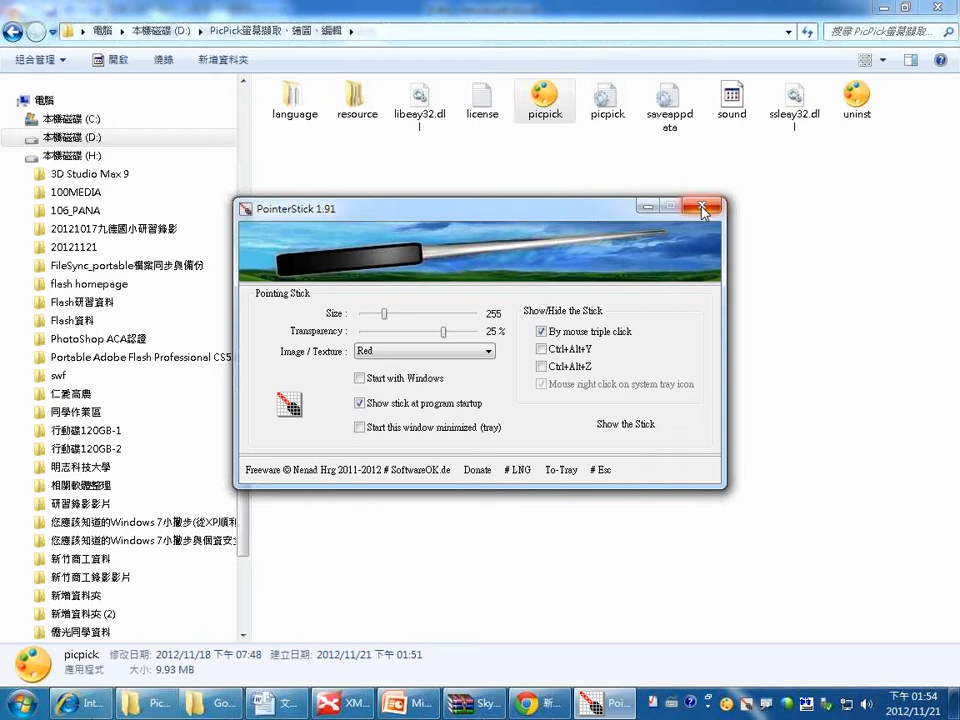 電腦 ▸ 本機磁碟 (D:) ▸ PicPick螢幕擷取、繪圖、編輯 ▸
搜尋 PicPick螢幕擷取...
組合管理 ▼ 開啟 燒錄 新增資料夾
電腦
本機磁碟 (C:)
本機磁碟 (D:)
本機磁碟 (H:)
3D Studio Max 9
100MEDIA
106_PANA
20121017九德國小研習錄影
20121121
FileSync_portable檔案同步與備份
flash homepage
Flash研習資料
Flash資料
PhotoShop ACA認證
Portable Adobe Flash Professional CS5
swf
仁愛高農
同學作業區
行動碟120GB-1
行動碟120GB-2
明志科技大學
相關軟體整理
研習錄影影片
您應該知道的Windows 7小撇步(從XP順利
您應該知道的Windows 7小撇步與個資安全
新竹商工資料
新竹商工錄影影片
新增資料夾
新增資料夾 (2)
僑光同學資料
language
resource
libeay32.dl
l
license
picpick
picpick
saveappd
ata
sound
ssleay32.dl
l
uninst
PointerStick 1.91
Pointing Stick
Size :
255
Transparency :
25 %
Image / Texture :
Red
Start with Windows
Show stick at program startup
Start this window minimized (tray)
Show/Hide the Stick
By mouse triple click
Ctrl+Alt+Y
Ctrl+Alt+Z
Mouse right click on system tray icon
Show the Stick
Freeware © Nenad Hrg 2011-2012 # SoftwareOK.de Donate # LNG To-Tray # Esc
picpick 修改日期: 2012/11/18 下午 07:48 建立日期: 2012/11/21 下午 01:51
應用程式 大小: 9.93 MB
Int... Pic... Go... 文... XM... Mi... Sky... 新... Poi...
下午 01:54
2012/11/21